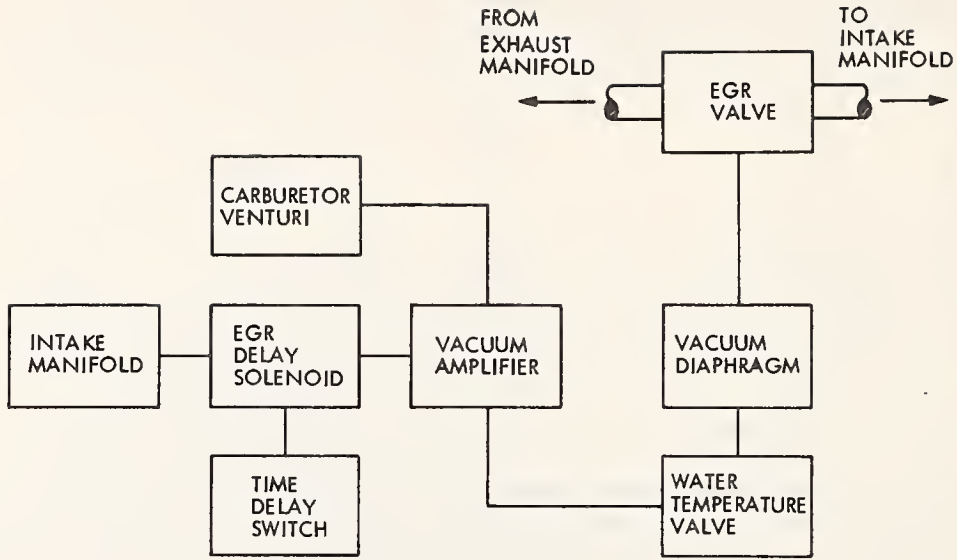 FROM
EXHAUST
MANIFOLD
TO
INTAKE
MANIFOLD
EGR
VALVE
CARBURETOR
VENTURI
INTAKE
MANIFOLD
EGR
DELAY
SOLENOID
VACUUM
AMPLIFIER
VACUUM
DIAPHRAGM
TIME
DELAY
SWITCH
WATER
TEMPERATURE
VALVE